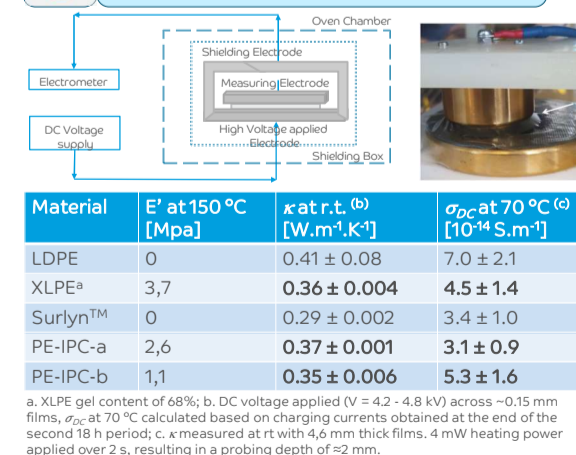 Oven Chamber
Shielding Electrode
Electrometer
Measuring Electrode
DC Voltage
supply
High Voltage applied
Electrode
Shielding Box
Material E’ at 150 °C κ at r.t. (b) σDC at 70 °C (c)
[Mpa] [W.m-1.K-1] [10-14 S.m-1]
LDPE 0 0.41 ± 0.08 7.0 ± 2.1
XLPEa 3,7 0.36 ± 0.004 4.5 ± 1.4
Surlyn™ 0 0.29 ± 0.002 3.4 ± 1.0
PE-IPC-a 2,6 0.37 ± 0.001 3.1 ± 0.9
PE-IPC-b 1,1 0.35 ± 0.006 5.3 ± 1.6
a. XLPE gel content of 68%; b. DC voltage applied (V = 4.2 - 4.8 kV) across ~0.15 mm
films, σDC at 70 °C calculated based on charging currents obtained at the end of the
second 18 h period; c. κ measured at rt with 4,6 mm thick films. 4 mW heating power
applied over 2 s, resulting in a probing depth of ≈2 mm.